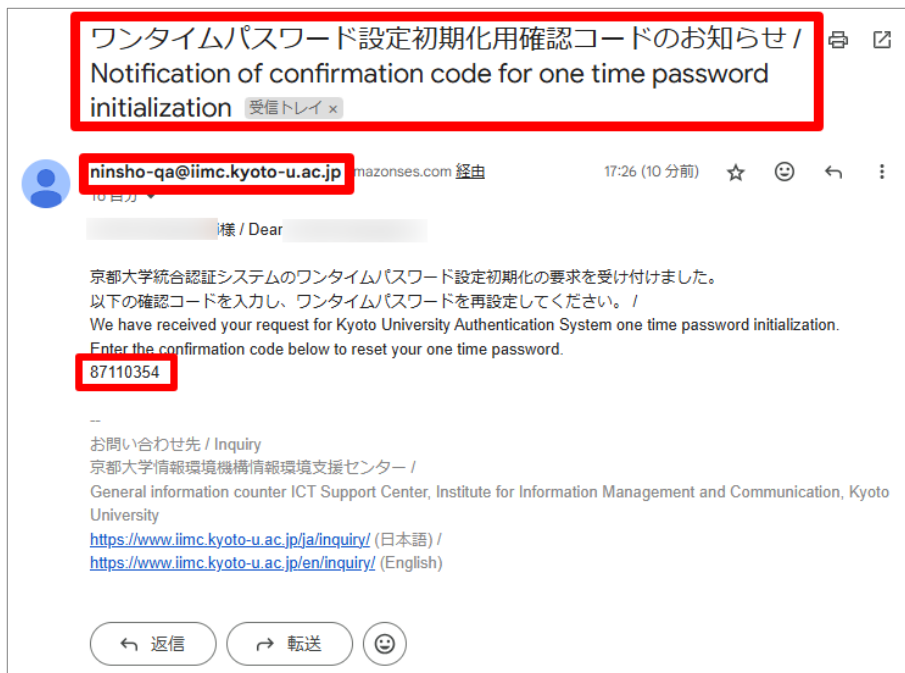 ワンタイムパスワード設定初期化用確認コードのお知らせ /
Notification of confirmation code for one time password
initialization 受信トレイ ×
ninsho-qa@iimc.kyoto-u.ac.jp mazonses.com 経由 17:26 (10 分前)
自分
様 / Dear
京都大学統合認証システムのワンタイムパスワード設定初期化の要求を受け付けました。
以下の確認コードを入力し、ワンタイムパスワードを再設定してください。 /
We have received your request for Kyoto University Authentication System one time password initialization.
Enter the confirmation code below to reset your one time password.
87110354
--
お問い合わせ先 / Inquiry
京都大学情報環境機構情報環境支援センター /
General information counter ICT Support Center, Institute for Information Management and Communication, Kyoto
University
https://www.iimc.kyoto-u.ac.jp/ja/inquiry/ (日本語) /
https://www.iimc.kyoto-u.ac.jp/en/inquiry/ (English)
返信 転送